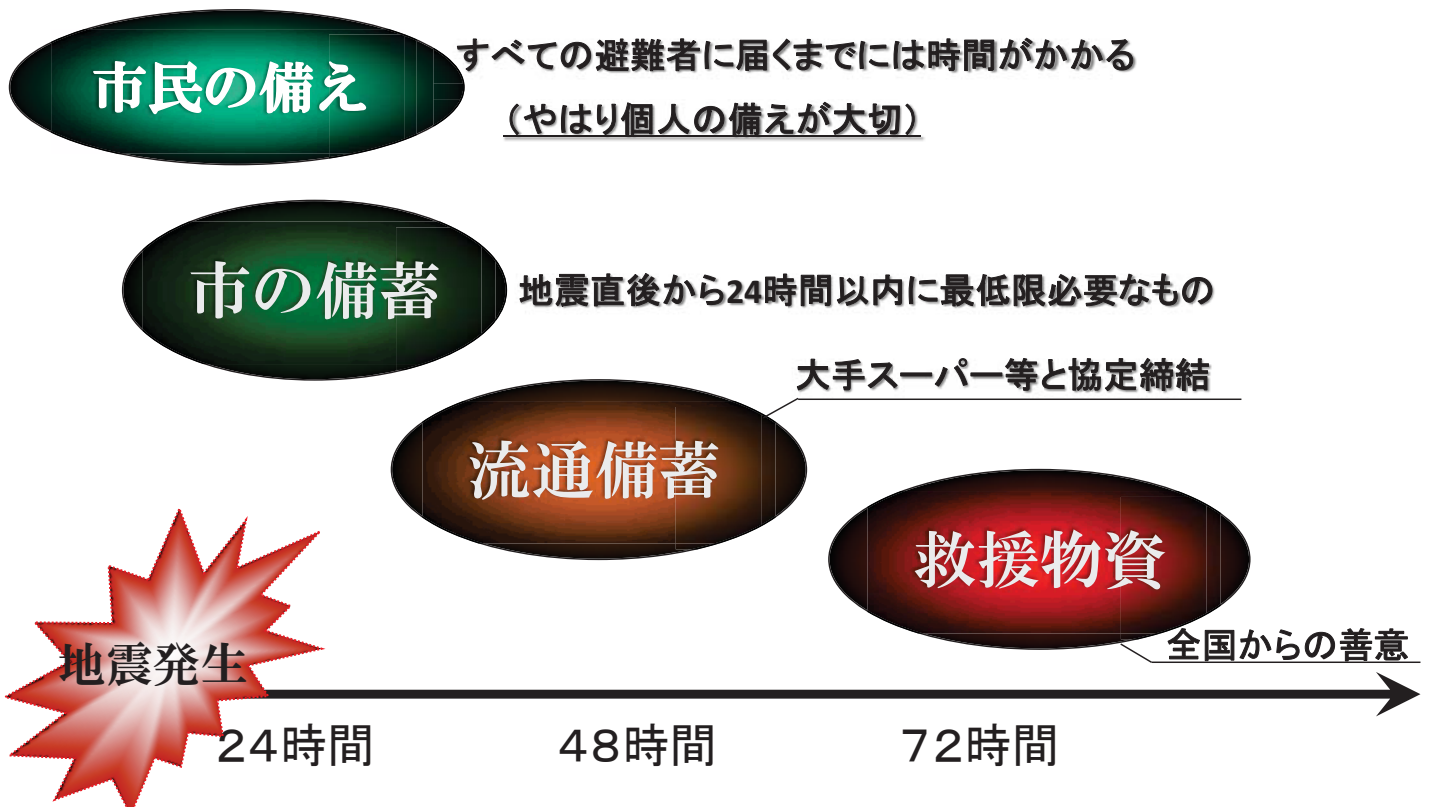 市民の備え
すべての避難者に届くまでには時間がかかる
（やはり個人の備えが大切）
市の備蓄
地震直後から24時間以内に最低限必要なもの
大手スーパー等と協定締結
流通備蓄
救援物資
全国からの善意
地震発生
24時間
48時間
72時間